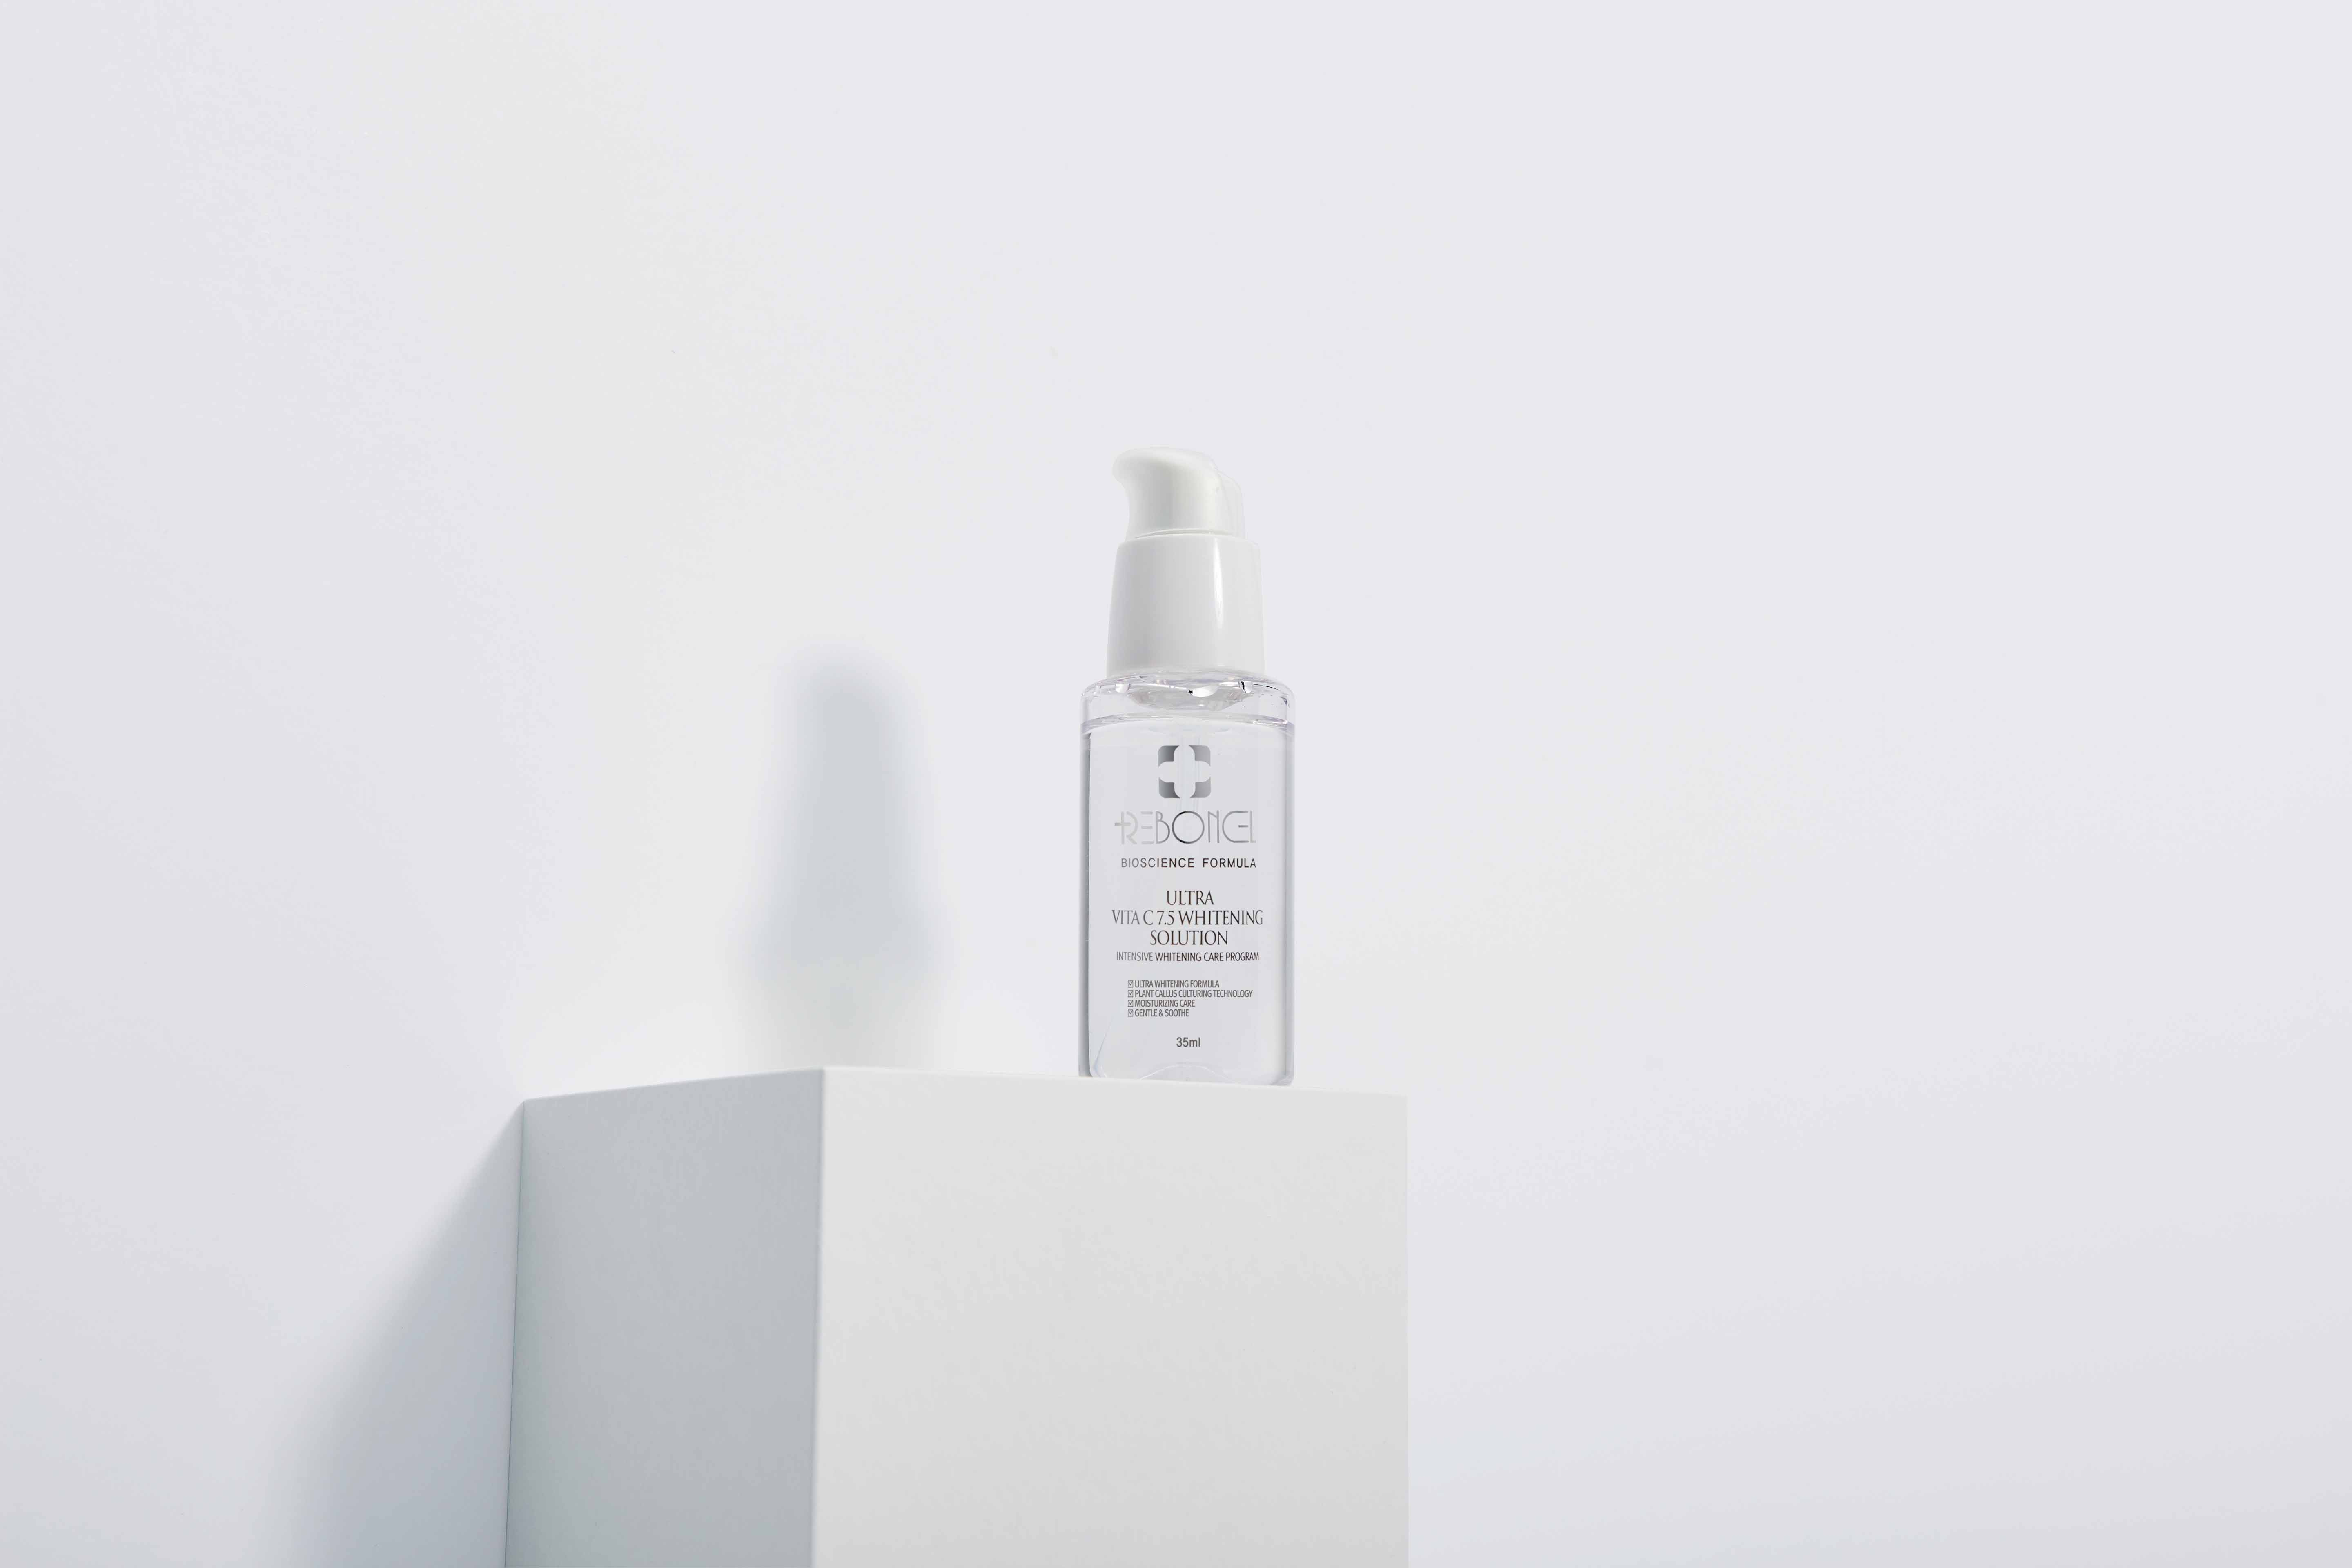 REBONCEL
BIOSCIENCE FORMULA
ULTRA
VITA C 7.5 WHITENING
SOLUTION
INTENSIVE WHITENING CARE PROGRAM
☑ ULTRA WHITENING FORMULA
☑ PLANT CALLUS CULTURING TECHNOLOGY
☑ MOISTURIZING CARE
☑ GENTLE & SOOTHE
35ml